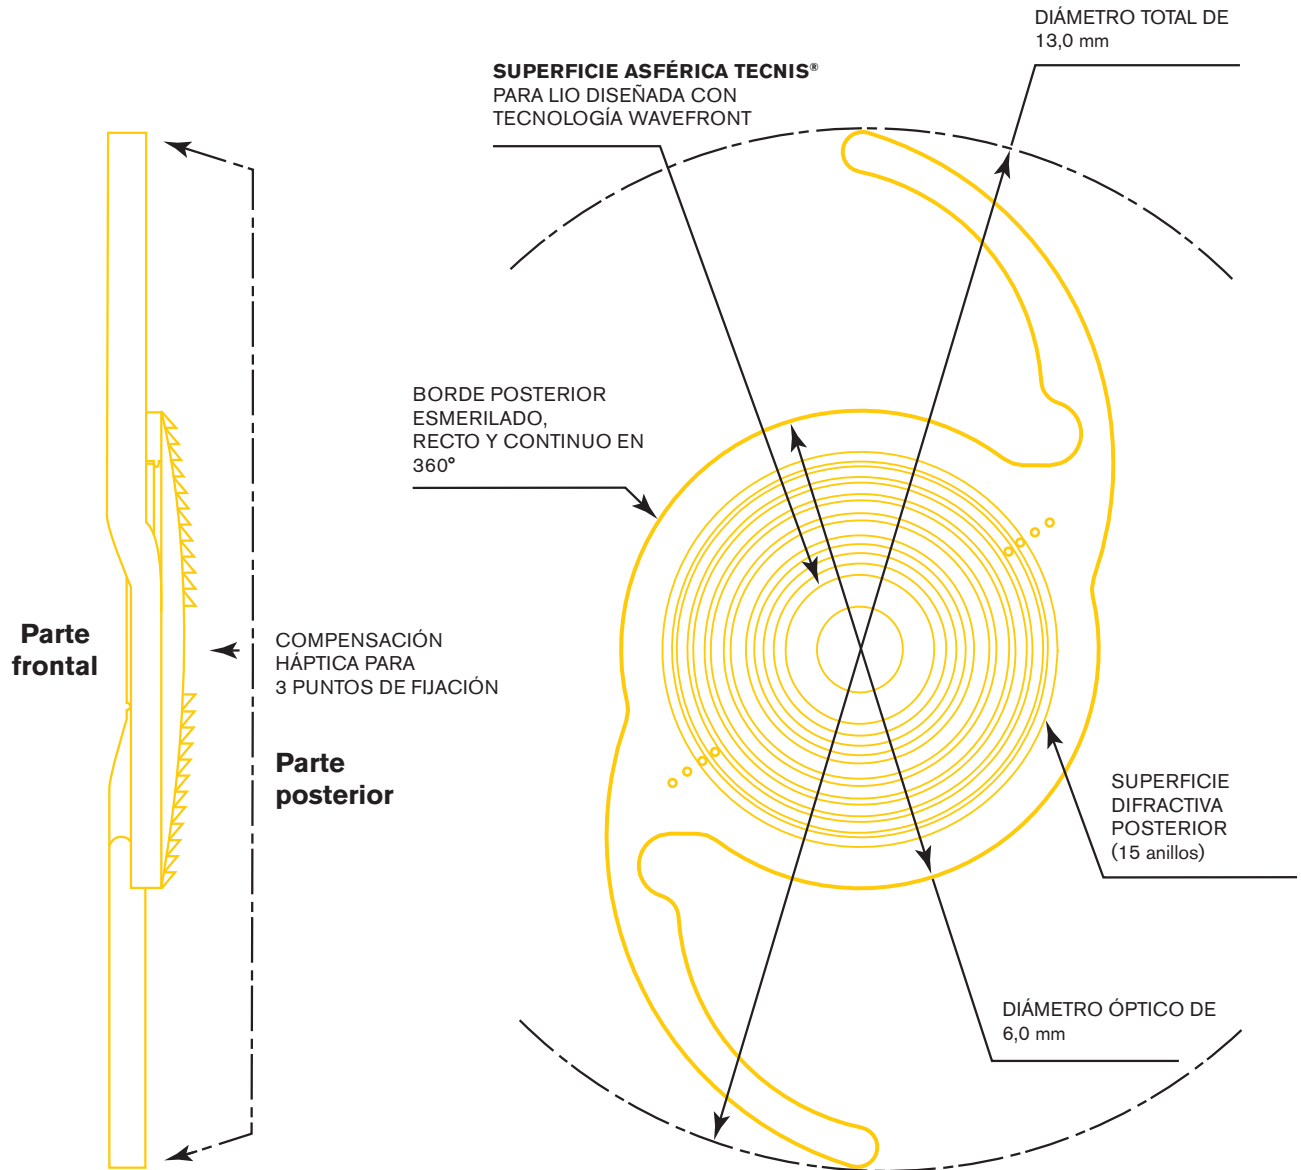 DIÁMETRO TOTAL DE
13,0 mm
SUPERFICIE ASFÉRICA TECNIS®
PARA LIO DISEÑADA CON
TECNOLOGÍA WAVEFRONT
BORDE POSTERIOR
ESMERILADO,
RECTO Y CONTINUO EN
360°
Parte
frontal
COMPENSACIÓN
HÁPTICA PARA
3 PUNTOS DE FIJACIÓN
Parte
posterior
SUPERFICIE
DIFRACTIVA
POSTERIOR
(15 anillos)
DIÁMETRO ÓPTICO DE
6,0 mm